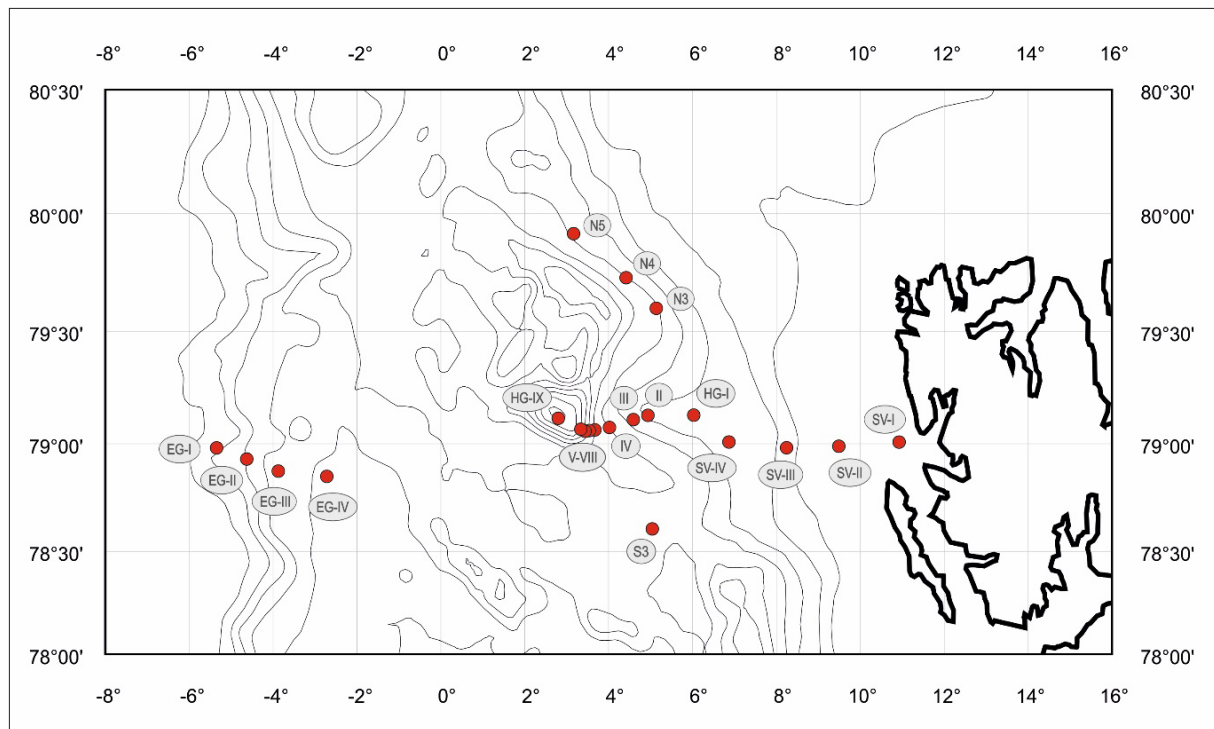 -8° -6° -4° -2° 0° 2° 4° 6° 8° 10° 12° 14° 16°
80°30' 80°30'
N5
80°00' 80°00'
N4
N3
79°30' 79°30'
HG-IX III II HG-I
SV-I
EG-I 79°00' 79°00'
IV
V-VIII SV-IV SV-III SV-II
EG-II
EG-III EG-IV
S3
78°30' 78°30'
78°00' 78°00'
-8° -6° -4° -2° 0° 2° 4° 6° 8° 10° 12° 14° 16°